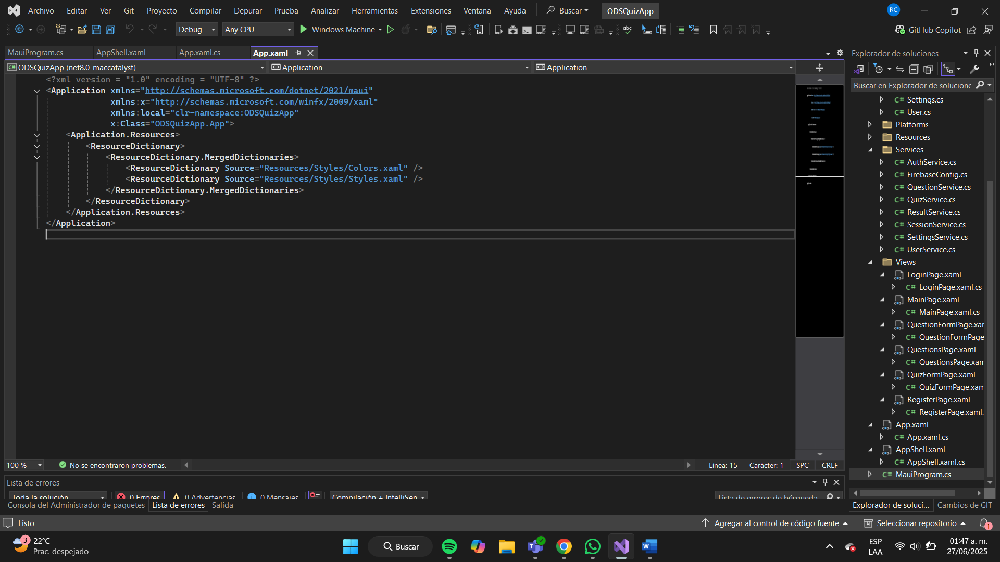 Archivo Editar Ver Git Proyecto Compilar Depurar Prueba Analizar Herramientas Extensiones Ventana Ayuda Buscar ODSQuizApp RC
Debug Any CPU Windows Machine GitHub Copilot
MauiProgram.cs AppShell.xaml App.xaml.cs App.xaml
ODSQuizApp (net8.0-maccatalyst) Application Application
<?xml version = "1.0" encoding = "UTF-8" ?>
<Application xmlns="http://schemas.microsoft.com/dotnet/2021/maui"
xmlns:x="http://schemas.microsoft.com/winfx/2009/xaml"
xmlns:local="clr-namespace:ODSQuizApp"
x:Class="ODSQuizApp.App">
<Application.Resources>
<ResourceDictionary>
<ResourceDictionary.MergedDictionaries>
<ResourceDictionary Source="Resources/Styles/Colors.xaml" />
<ResourceDictionary Source="Resources/Styles/Styles.xaml" />
</ResourceDictionary.MergedDictionaries>
</ResourceDictionary>
</Application.Resources>
</Application>
100 % No se encontraron problemas. Línea: 15 Carácter: 1 SPC CRLF
Lista de errores
Toda la solución 0 Errores 0 Advertencias 0 Mensajes Compilación + IntelliSen Lista de errores de búsqueda
Consola del Administrador de paquetes Lista de errores Salida
Explorador de soluciones
Buscar en Explorador de solucione
C# Settings.cs
C# User.cs
Platforms
Resources
Services
C# AuthService.cs
C# FirebaseConfig.cs
C# QuestionService.cs
C# QuizService.cs
C# ResultService.cs
C# SessionService.cs
C# SettingsService.cs
C# UserService.cs
Views
LoginPage.xaml
C# LoginPage.xaml.cs
MainPage.xaml
C# MainPage.xaml.cs
QuestionFormPage.xar
C# QuestionFormPage
QuestionsPage.xaml
C# QuestionsPage.xam
QuizFormPage.xaml
C# QuizFormPage.xam
RegisterPage.xaml
C# RegisterPage.xaml.
App.xaml
C# App.xaml.cs
AppShell.xaml
C# AppShell.xaml.cs
C# MauiProgram.cs
Explorador de soluci... Cambios de GIT
Listo Agregar al control de código fuente Seleccionar repositorio 1
3 22°C
Prac. despejado
Buscar
ESP
LAA
01:47 a. m.
27/06/2025